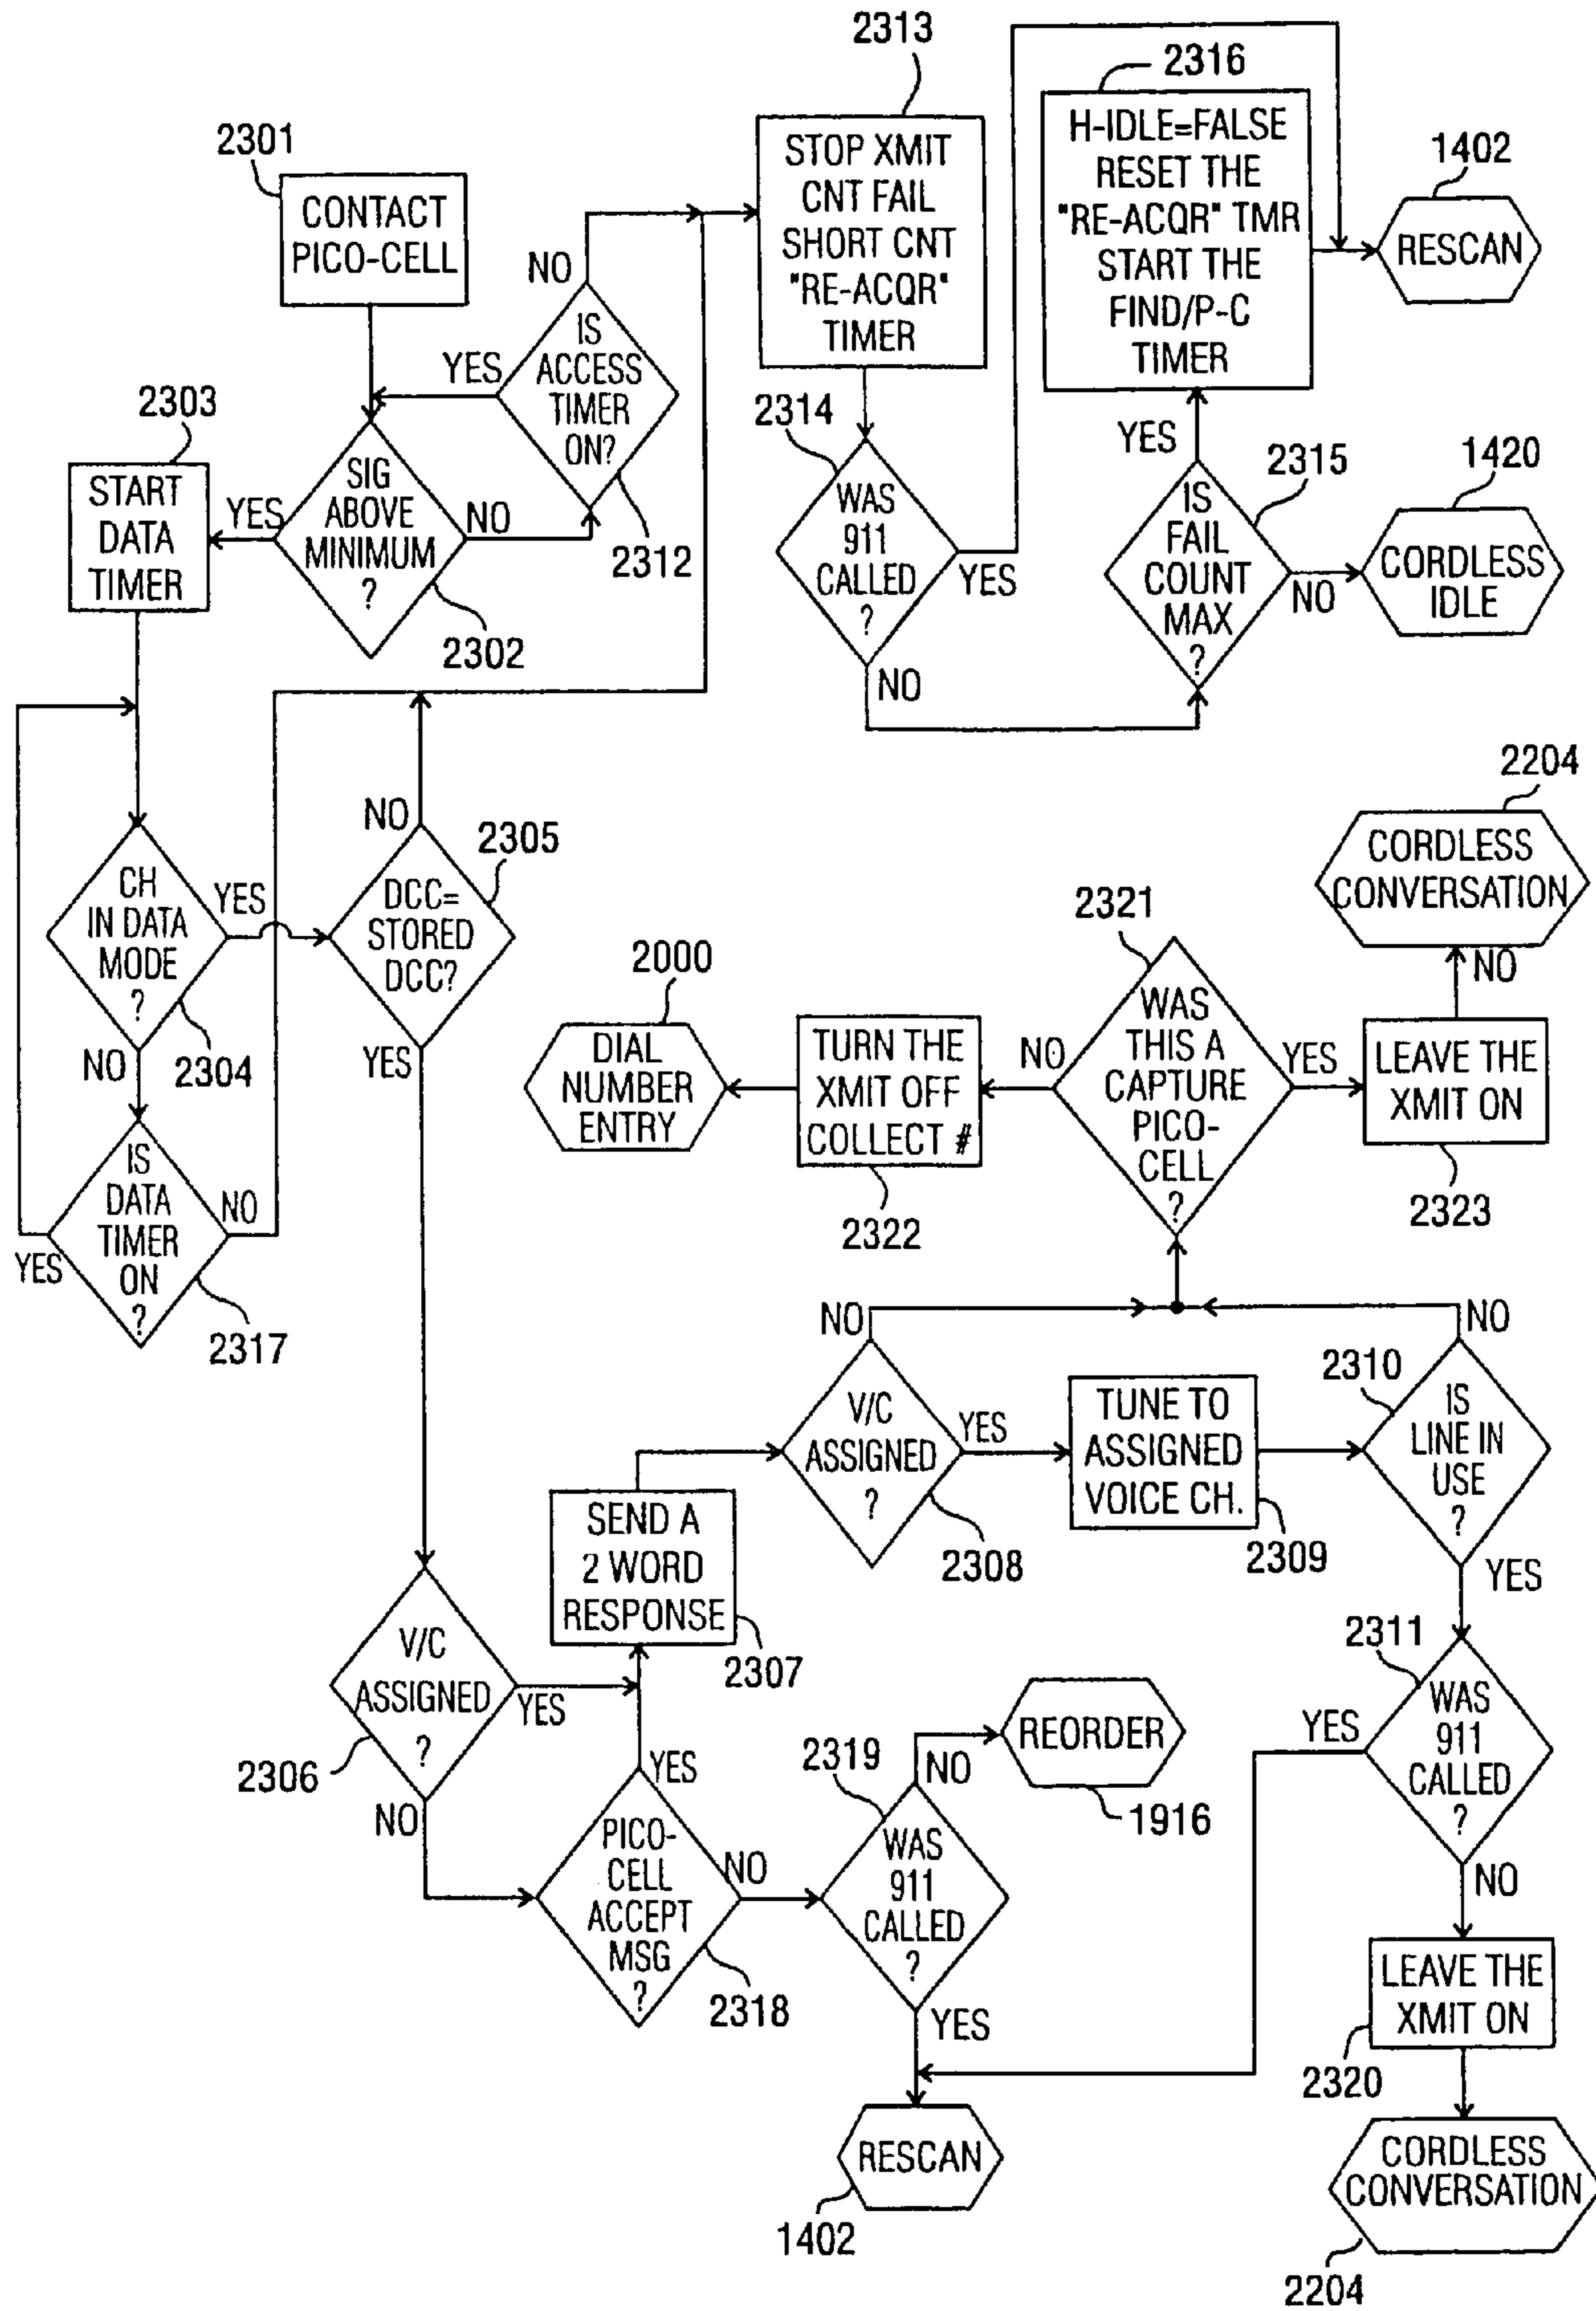 2313
2316
H-IDLE=FALSE
RESET THE
"RE-ACQR" TMR
START THE
FIND/P-C
TIMER
2301
CONTACT
PICO-CELL
STOP XMIT
CNT FAIL
SHORT CNT
"RE-ACQR"
TIMER
1402
RESCAN
NO
IS
ACCESS
TIMER
ON?
YES
2312
2303
START
DATA
TIMER
YES
SIG
ABOVE
MINIMUM
?
NO
2302
2314
WAS
911
CALLED
?
YES
NO
YES
2315
IS
FAIL
COUNT
MAX
?
NO
1420
CORDLESS
IDLE
2204
CORDLESS
CONVERSATION
NO
CH
IN DATA
MODE
?
YES
NO
2304
NO
2305
DCC=
STORED
DCC?
YES
2000
DIAL
NUMBER
ENTRY
TURN THE
XMIT OFF
COLLECT #
2322
NO
2321
WAS
THIS A
CAPTURE
PICO-
CELL
?
YES
LEAVE THE
XMIT ON
2323
IS
DATA
TIMER
ON
?
NO
YES
2317
NO
V/C
ASSIGNED
?
YES
2308
TUNE TO
ASSIGNED
VOICE CH.
2309
NO
2310
IS
LINE IN
USE
?
YES
SEND A
2 WORD
RESPONSE
2307
V/C
ASSIGNED
?
YES
2306
NO
YES
PICO-
CELL
ACCEPT
MSG
?
NO
2318
2319
WAS
911
CALLED
?
NO
YES
REORDER
1916
2311
WAS
911
CALLED
?
YES
NO
LEAVE THE
XMIT ON
2320
RESCAN
1402
CORDLESS
CONVERSATION
2204